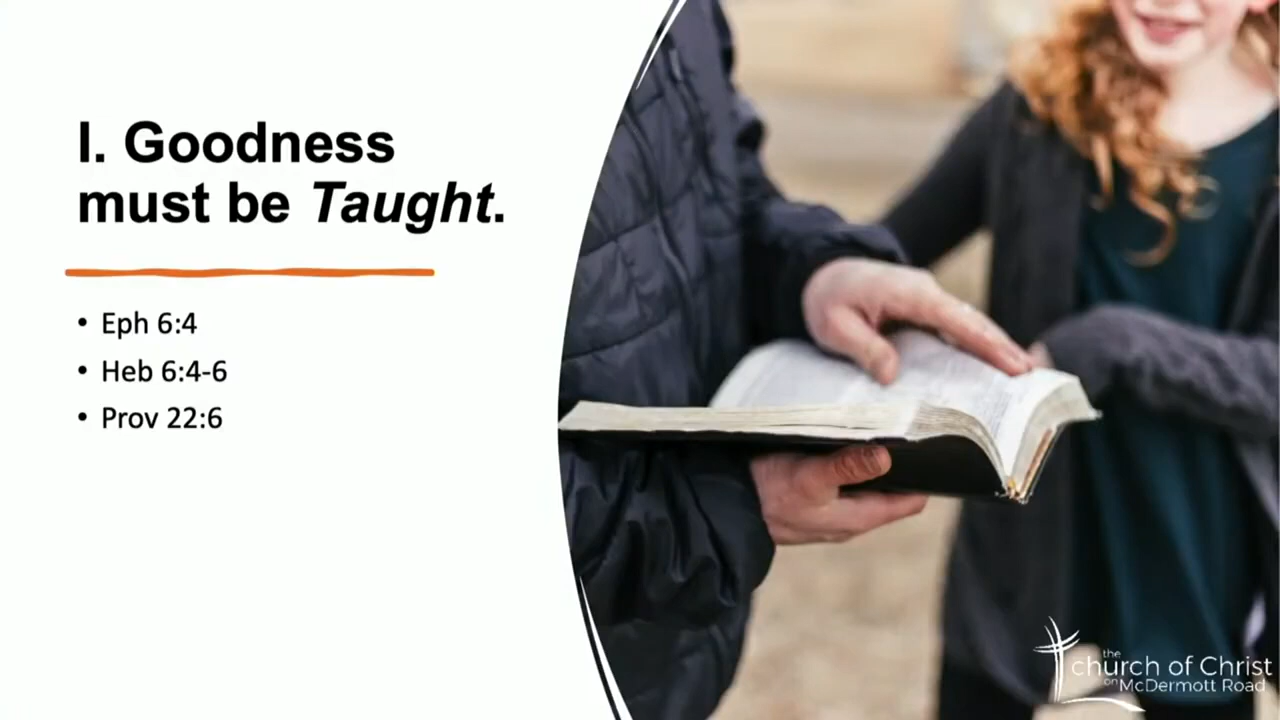 I. Goodness
must be Taught.
• Eph 6:4
• Heb 6:4-6
• Prov 22:6
the
church of Christ
on McDermott Road